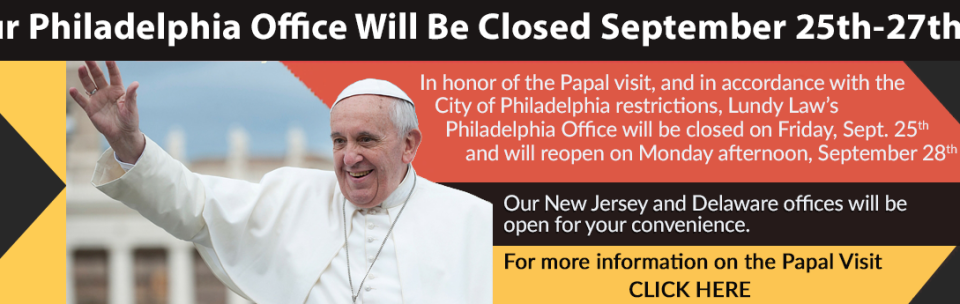 r Philadelphia Office Will Be Closed September 25th-27th
In honor of the Papal visit, and in accordance with the
City of Philadelphia restrictions, Lundy Law's
Philadelphia Office will be closed on Friday, Sept. 25th
and will reopen on Monday afternoon, September 28th
Our New Jersey and Delaware offices will be
open for your convenience.
For more information on the Papal Visit
CLICK HERE